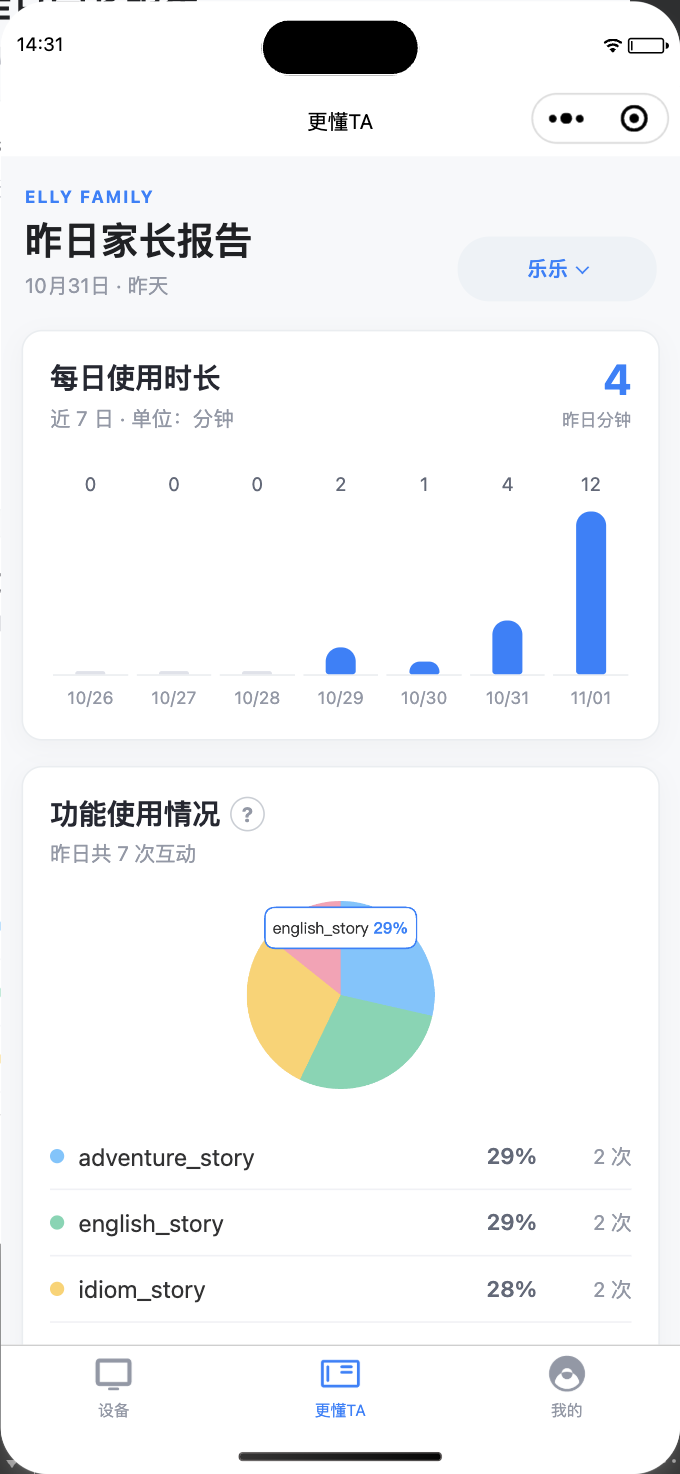 14:31
更懂TA
ELLY FAMILY
昨日家长报告
10月31日 · 昨天
乐乐
每日使用时长
4
近 7 日 · 单位：分钟
昨日分钟
0 0 0 2 1 4 12
10/26 10/27 10/28 10/29 10/30 10/31 11/01
功能使用情况 ?
昨日共 7 次互动
english_story 29%
adventure_story 29% 2 次
english_story 29% 2 次
idiom_story 28% 2 次
设备 更懂TA 我的